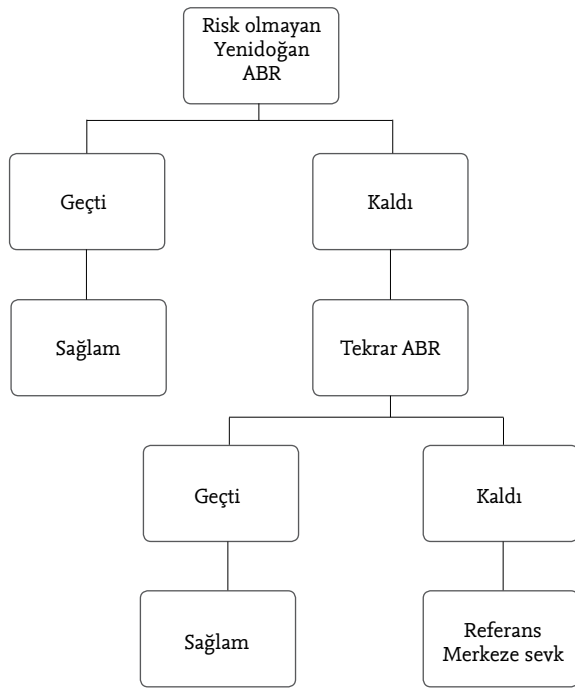 Risk olmayan
Yenidoğan
ABR
Geçti
Kaldı
Sağlam
Tekrar ABR
Geçti
Kaldı
Sağlam
Referans
Merkeze sevk